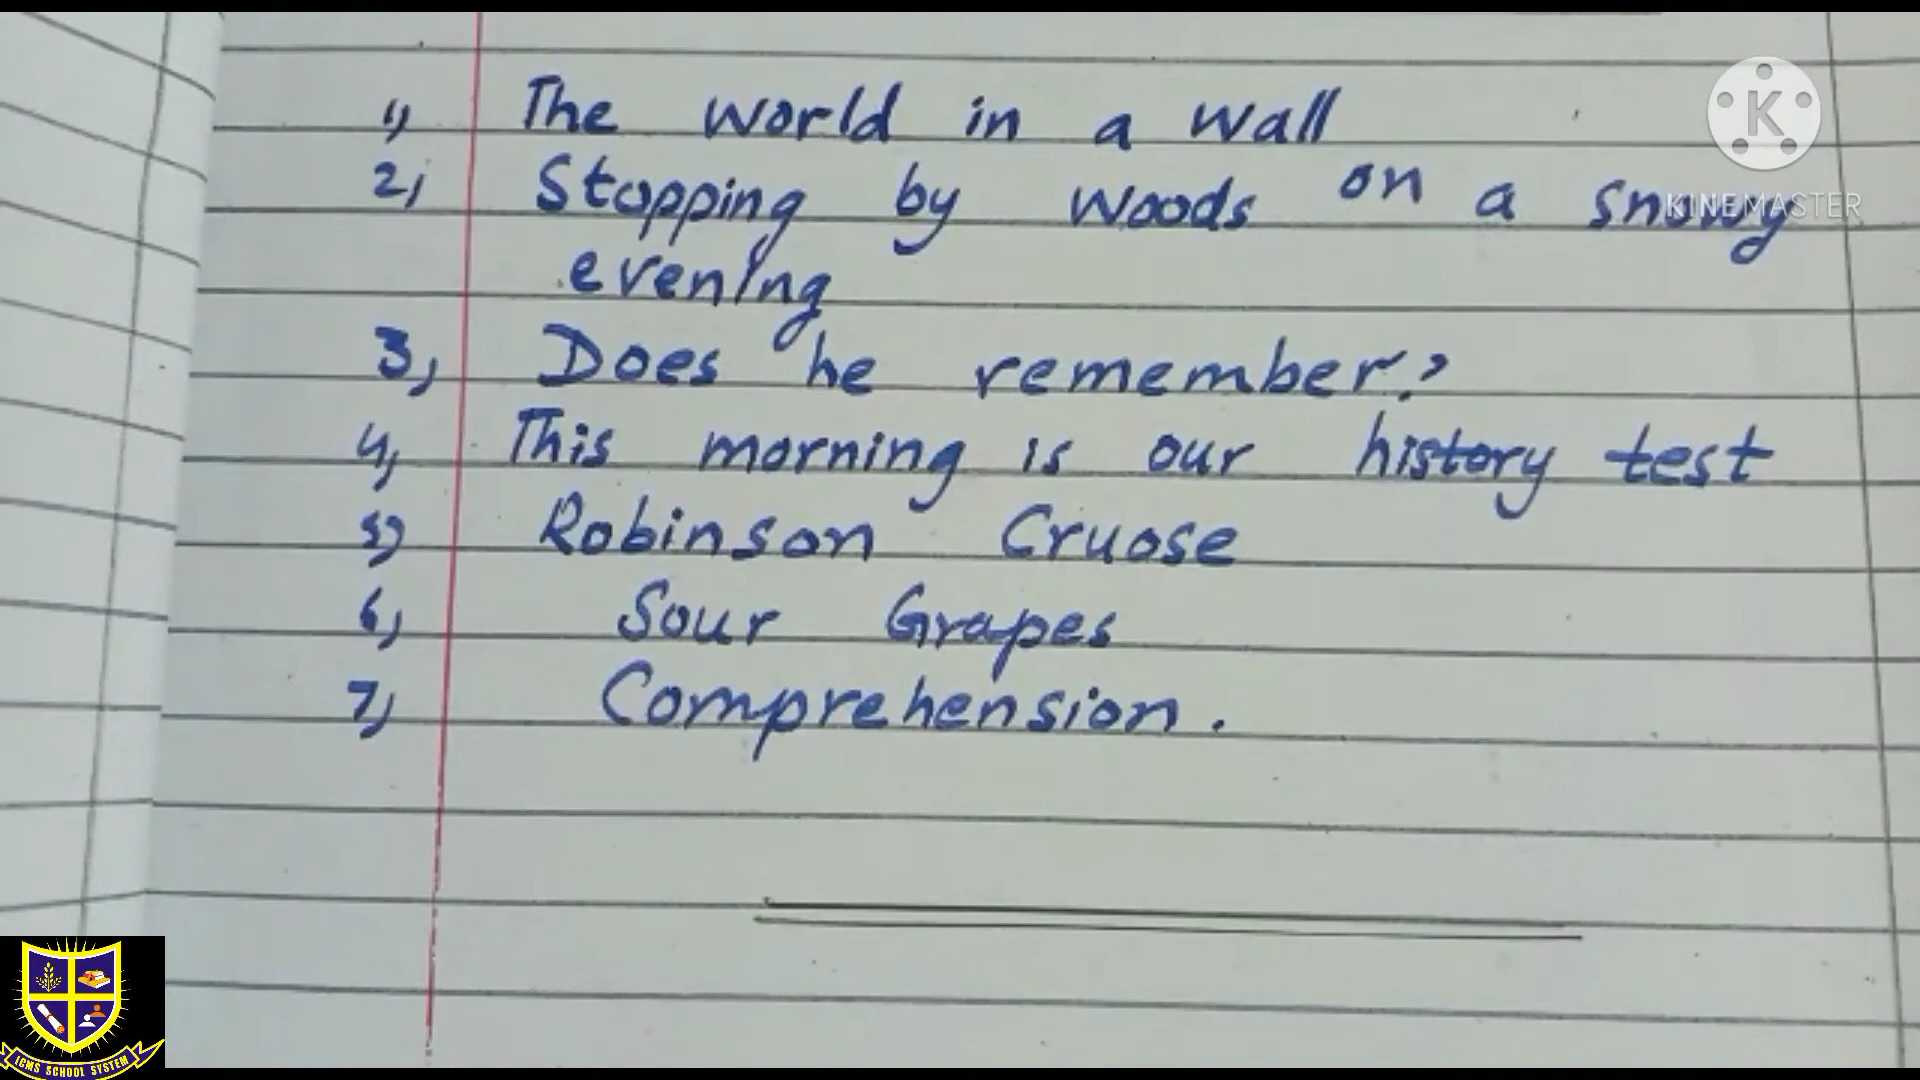 1) The world in a wall
2) Stopping by woods on a snowy
evening
3) Does he remember?
4) This morning is our history test
5) Robinson Cruose
6) Sour Grapes
7) Comprehension.
KINEMASTER
ICMS SCHOOL SYSTEM